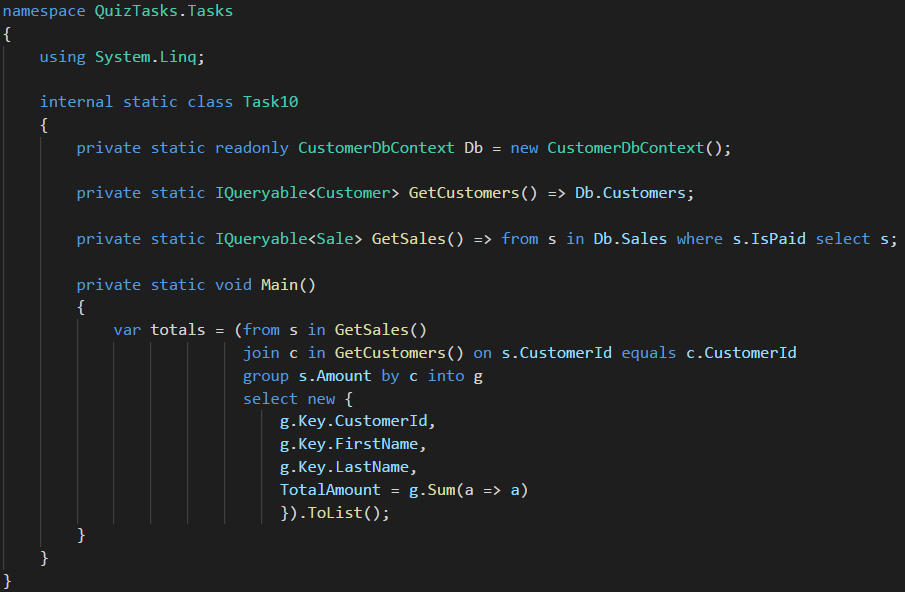 namespace QuizTasks.Tasks
{
    using System.Linq;

    internal static class Task10
    {
        private static readonly CustomerDbContext Db = new CustomerDbContext();

        private static IQueryable<Customer> GetCustomers() => Db.Customers;

        private static IQueryable<Sale> GetSales() => from s in Db.Sales where s.IsPaid select s;

        private static void Main()
        {
            var totals = (from s in GetSales()
                          join c in GetCustomers() on s.CustomerId equals c.CustomerId
                          group s.Amount by c into g
                          select new {
                              g.Key.CustomerId,
                              g.Key.FirstName,
                              g.Key.LastName,
                              TotalAmount = g.Sum(a => a)
                              }).ToList();
        }
    }
}